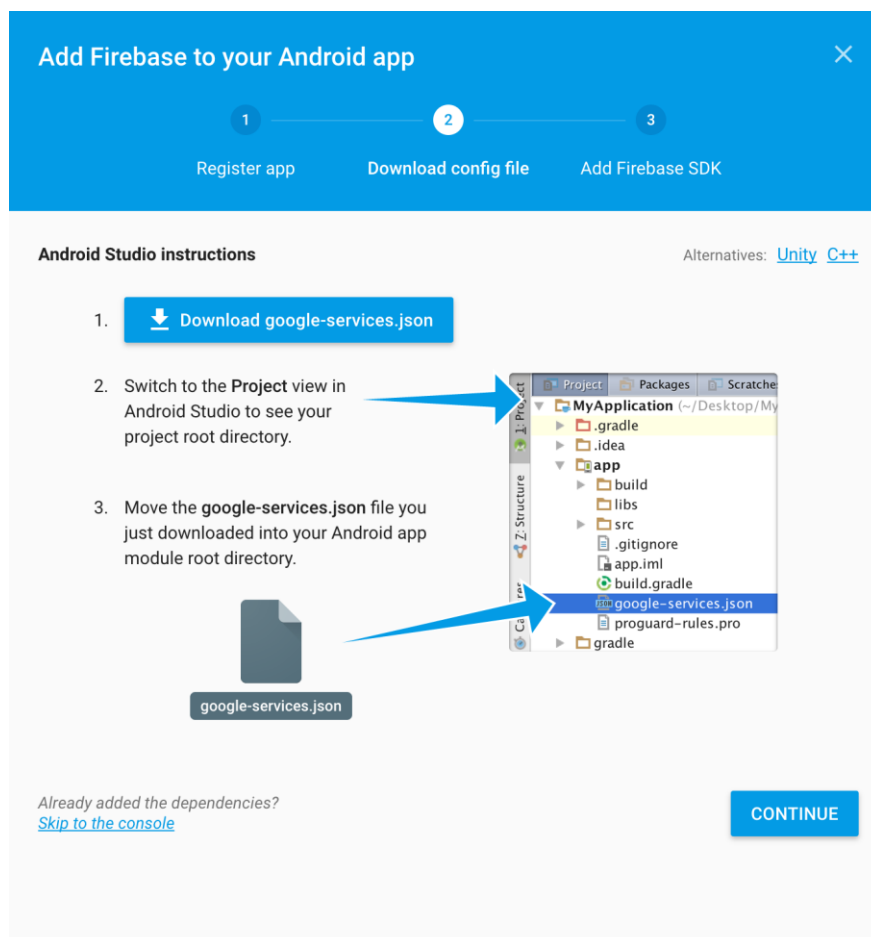 Add Firebase to your Android app
1
2
3
Register app
Download config file
Add Firebase SDK
Android Studio instructions
Alternatives: Unity C++
1. Download google-services.json
2. Switch to the Project view in
Android Studio to see your
project root directory.
3. Move the google-services.json file you
just downloaded into your Android app
module root directory.
google-services.json
1: Project
Z: Structure
Project
Packages
Scratche
MyApplication (~/Desktop/My
.gradle
.idea
app
build
libs
src
.gitignore
app.iml
build.gradle
google-services.json
proguard-rules.pro
gradle
Already added the dependencies?
Skip to the console
CONTINUE